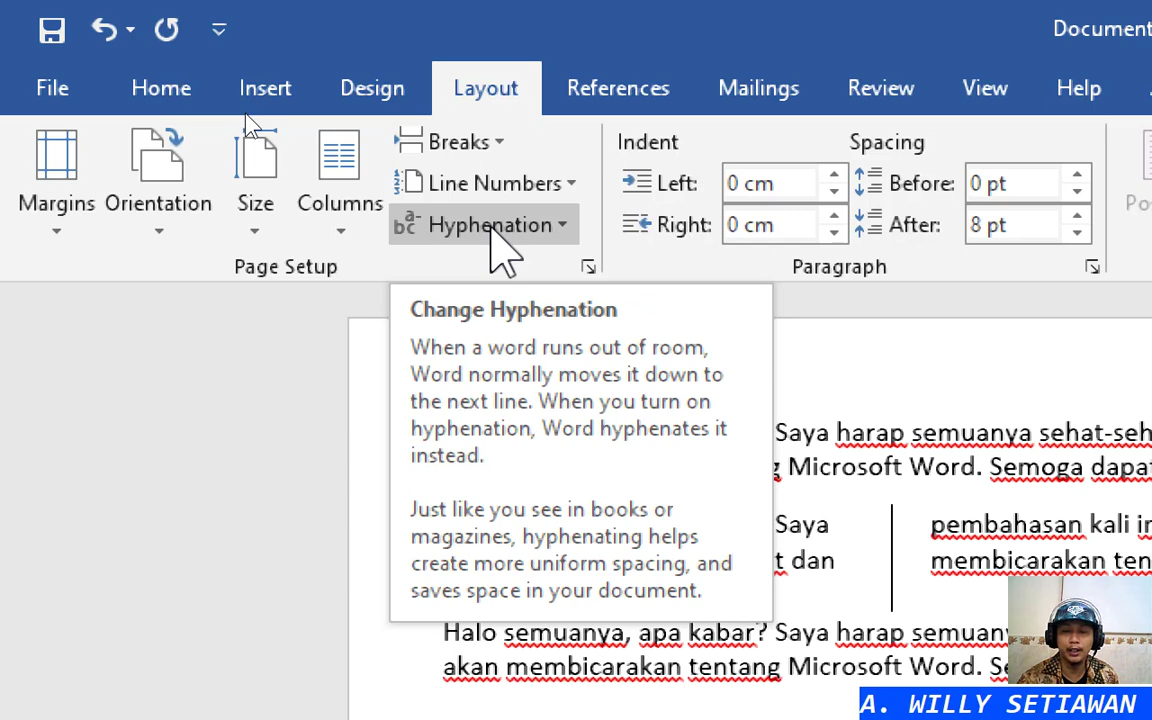 Document
File Home Insert Design Layout References Mailings Review View Help
Breaks Indent Spacing
Line Numbers Left: 0 cm Before: 0 pt
Margins Orientation Size Columns
a-
bc Hyphenation Right: 0 cm After: 8 pt
Page Setup Paragraph
Change Hyphenation
When a word runs out of room,
Word normally moves it down to
the next line. When you turn on
hyphenation, Word hyphenates it
instead.
Just like you see in books or
magazines, hyphenating helps
create more uniform spacing, and
saves space in your document.
Saya harap semuanya sehat-seh
Microsoft Word. Semoga dapat
Saya
dan
pembahasan kali in
membicarakan ten
Halo semuanya, apa kabar? Saya harap semuan
akan membicarakan tentang Microsoft Word. Se
A. WILLY SETIAWAN